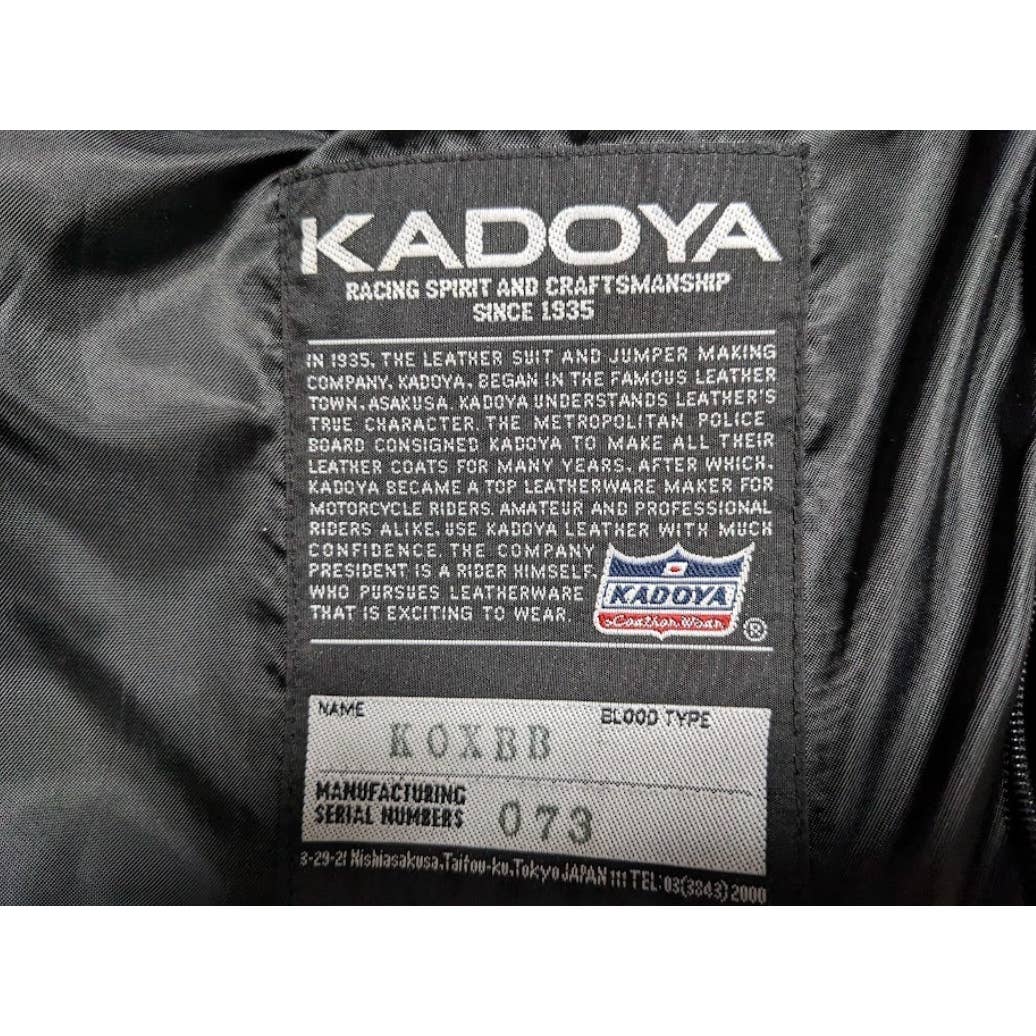 KADOYA
RACING SPIRIT AND CRAFTSMANSHIP
SINCE 1935
IN 1935, THE LEATHER SUIT AND JUMPER MAKING
COMPANY, KADOYA, BEGAN IN THE FAMOUS LEATHER
TOWN, ASAKUSA. KADOYA UNDERSTANDS LEATHER'S
TRUE CHARACTER. THE METROPOLITAN POLICE
BOARD CONSIGNED KADOYA TO MAKE ALL THEIR
LEATHER COATS FOR MANY YEARS, AFTER WHICH,
KADOYA BECAME A TOP LEATHERWARE MAKER FOR
MOTORCYCLE RIDERS. AMATEUR AND PROFESSIONAL
RIDERS ALIKE, USE KADOYA LEATHER WITH MUCH
CONFIDENCE. THE COMPANY
PRESIDENT IS A RIDER HIMSELF,
WHO PURSUES LEATHERWARE
THAT IS EXCITING TO WEAR.
KADOYA
Leather Wear
®
NAME BLOOD TYPE
KOXBB
MANUFACTURING
SERIAL NUMBERS 073
3-29-21 Nishiasakusa,Taitou-ku,Tokyo JAPAN 111 TEL:03(3843)2000